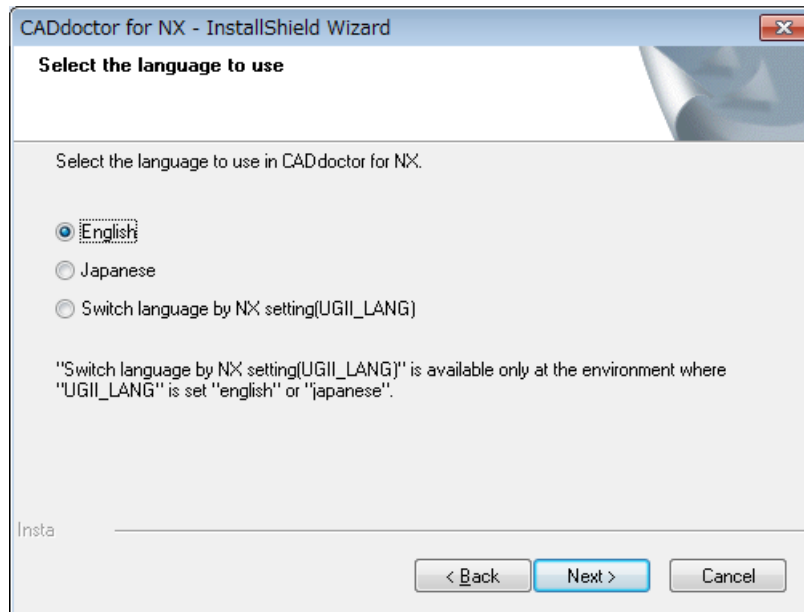 CADdoctor for NX - InstallShield Wizard
Select the language to use
Select the language to use in CADdoctor for NX.
English
Japanese
Switch language by NX setting(UGII_LANG)
"Switch language by NX setting(UGII_LANG)" is available only at the environment where
"UGII_LANG" is set "english" or "japanese".
Insta
< Back
Next >
Cancel